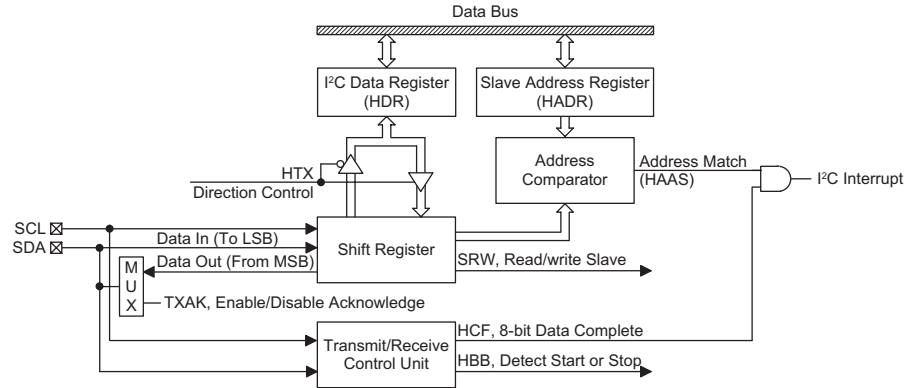 Data Bus
I²C Data Register
(HDR)
Slave Address Register
(HADR)
HTX
Direction Control
Address
Comparator
Address Match
(HAAS)
I²C Interrupt
SCL
SDA
Data In (To LSB)
Shift Register
Data Out (From MSB)
SRW, Read/write Slave
M
U
X
TXAK, Enable/Disable Acknowledge
Transmit/Receive
Control Unit
HCF, 8-bit Data Complete
HBB, Detect Start or Stop